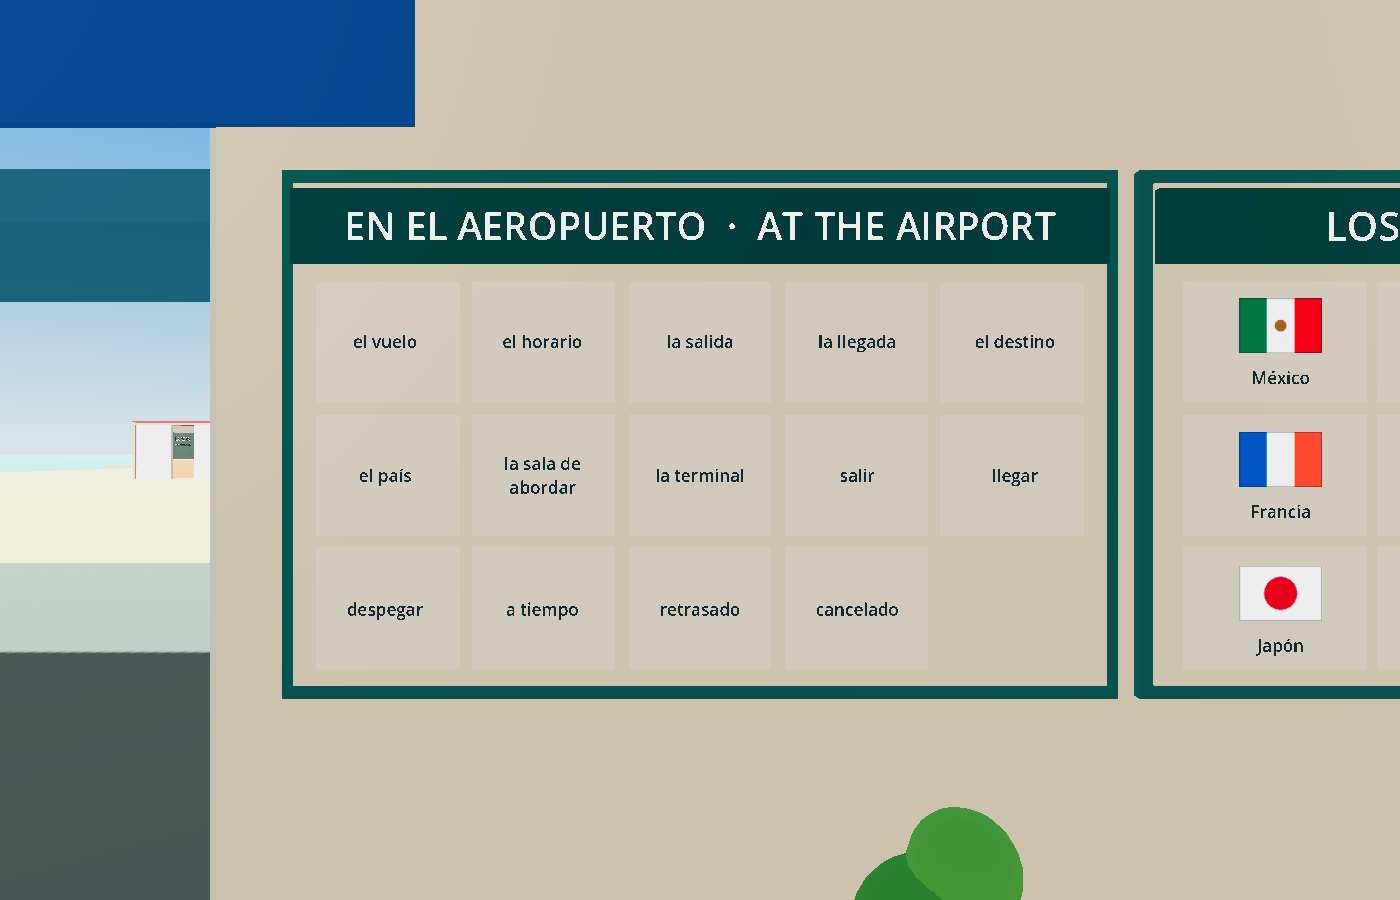 EN EL AEROPUERTO · AT THE AIRPORT
el vuelo
el horario
la salida
la llegada
el destino
el país
la sala de
abordar
la terminal
salir
llegar
despegar
a tiempo
retrasado
cancelado
LOS
México
Francia
Japón